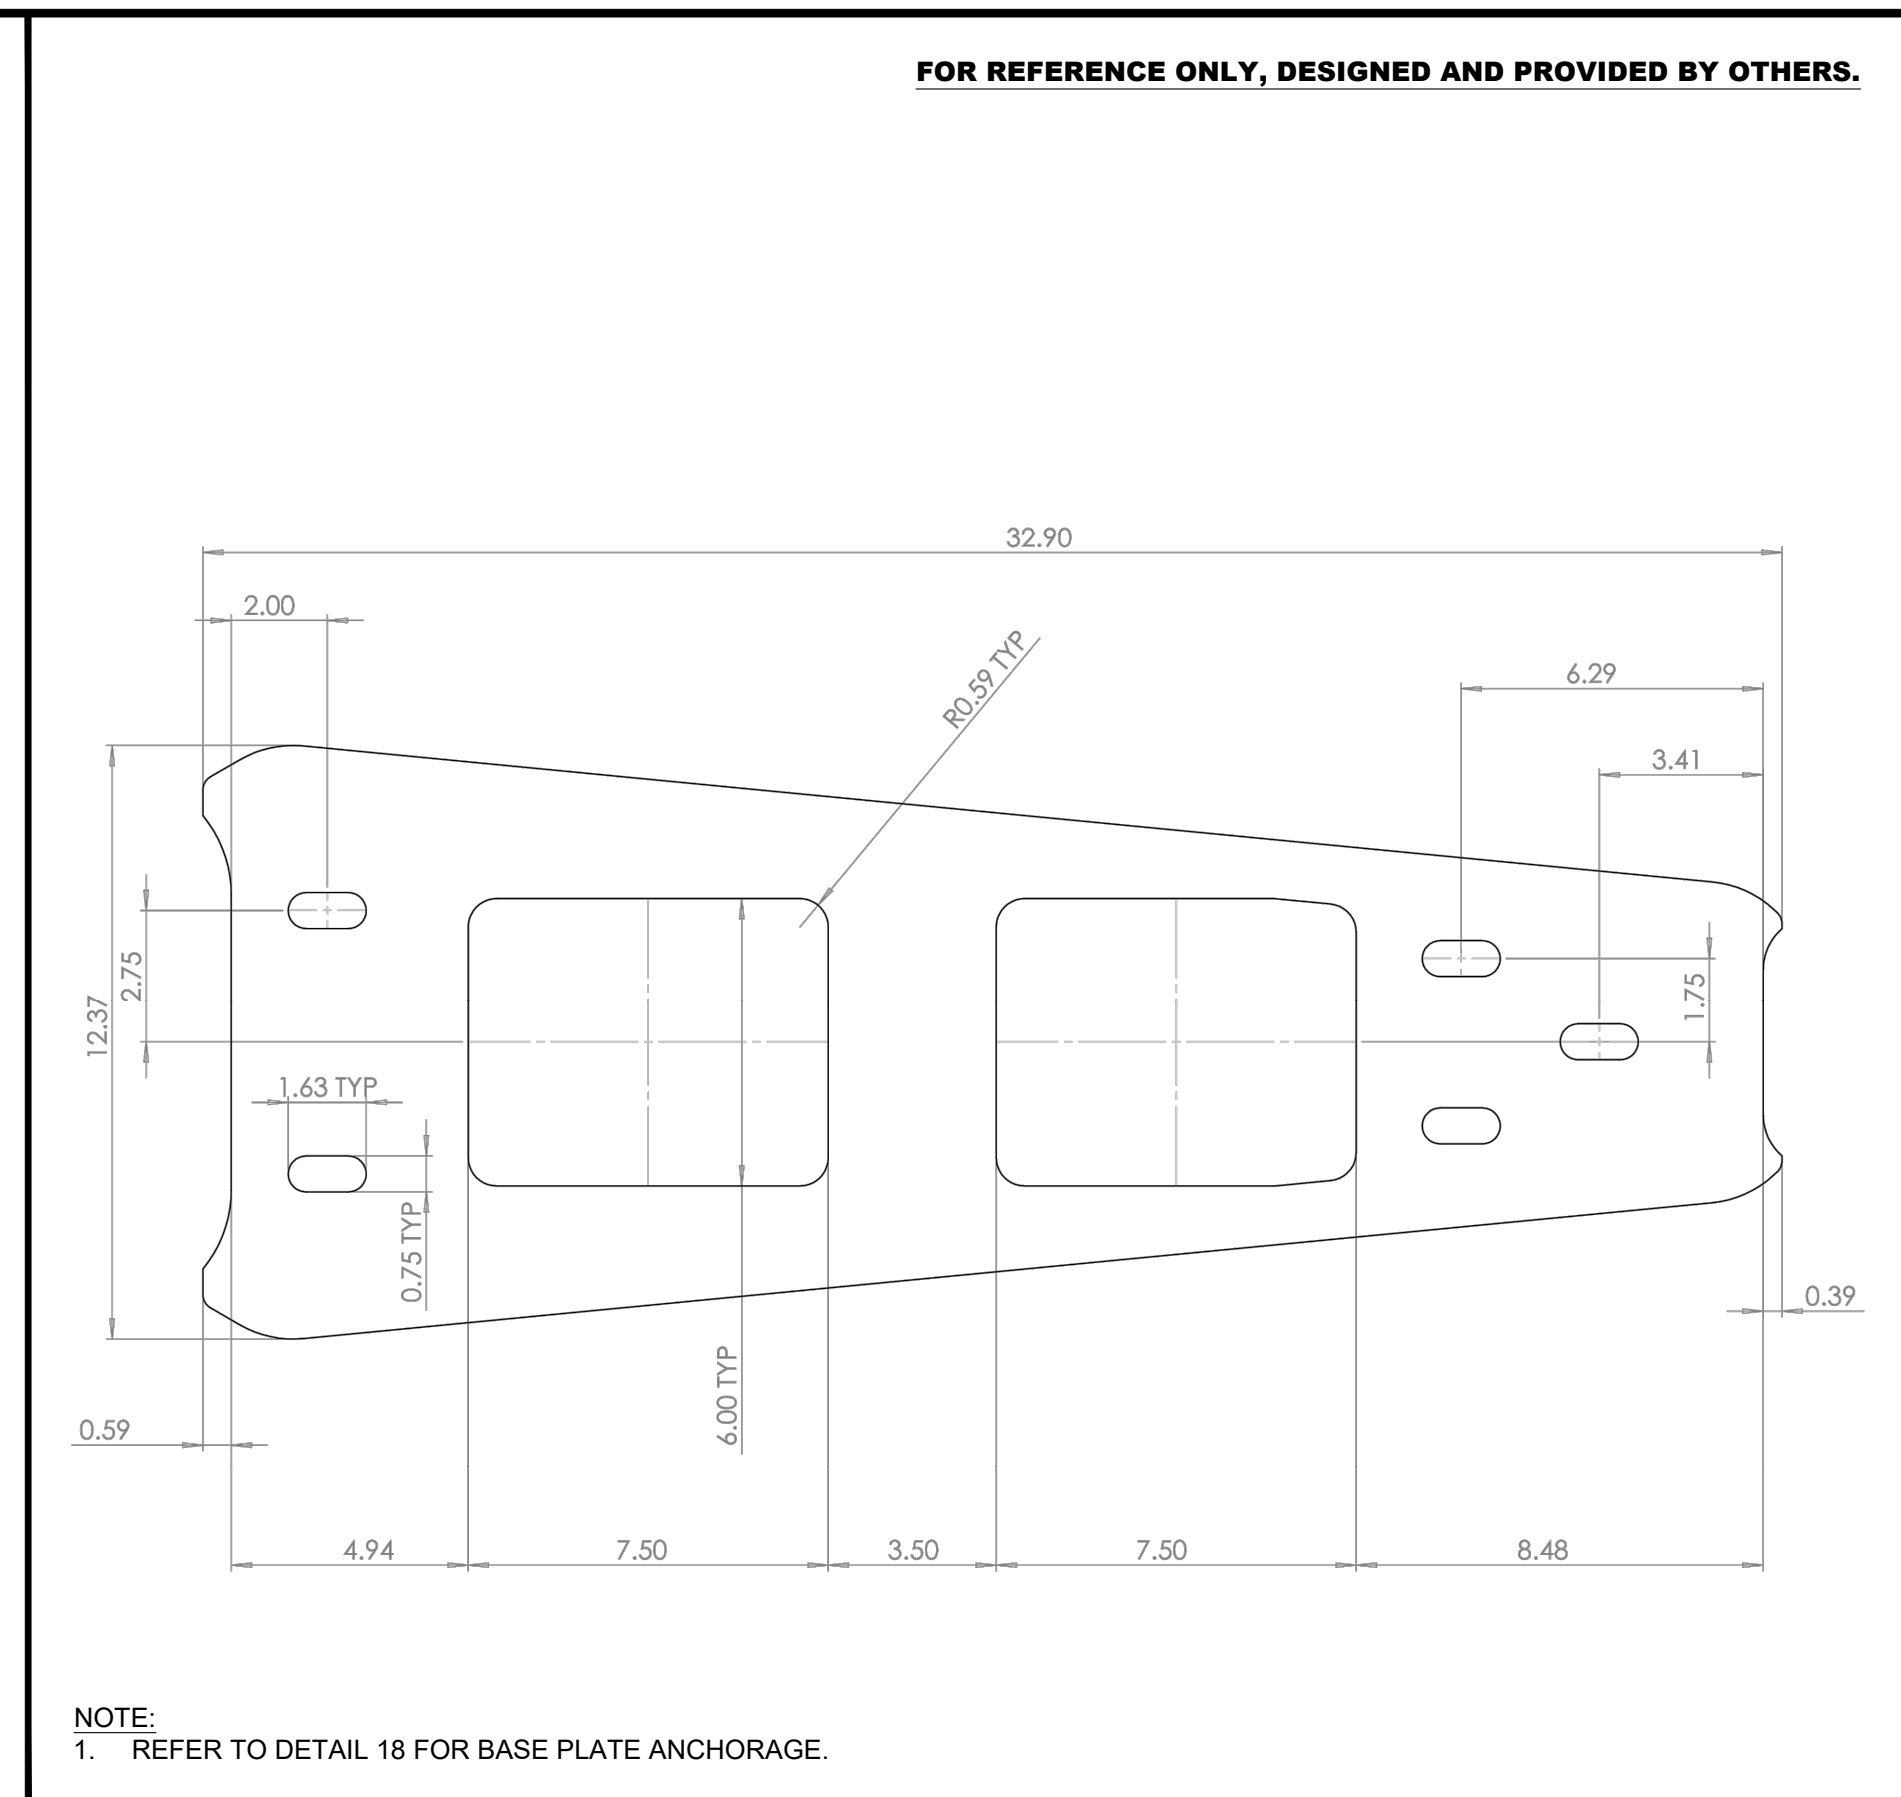 FOR REFERENCE ONLY, DESIGNED AND PROVIDED BY OTHERS.
32.90
2.00
R0.59 TYP
6.29
3.41
2.75
12.37
1.75
1.63 TYP
0.75 TYP
6.00 TYP
0.39
0.59
4.94
7.50
3.50
7.50
8.48
NOTE:
1. REFER TO DETAIL 18 FOR BASE PLATE ANCHORAGE.